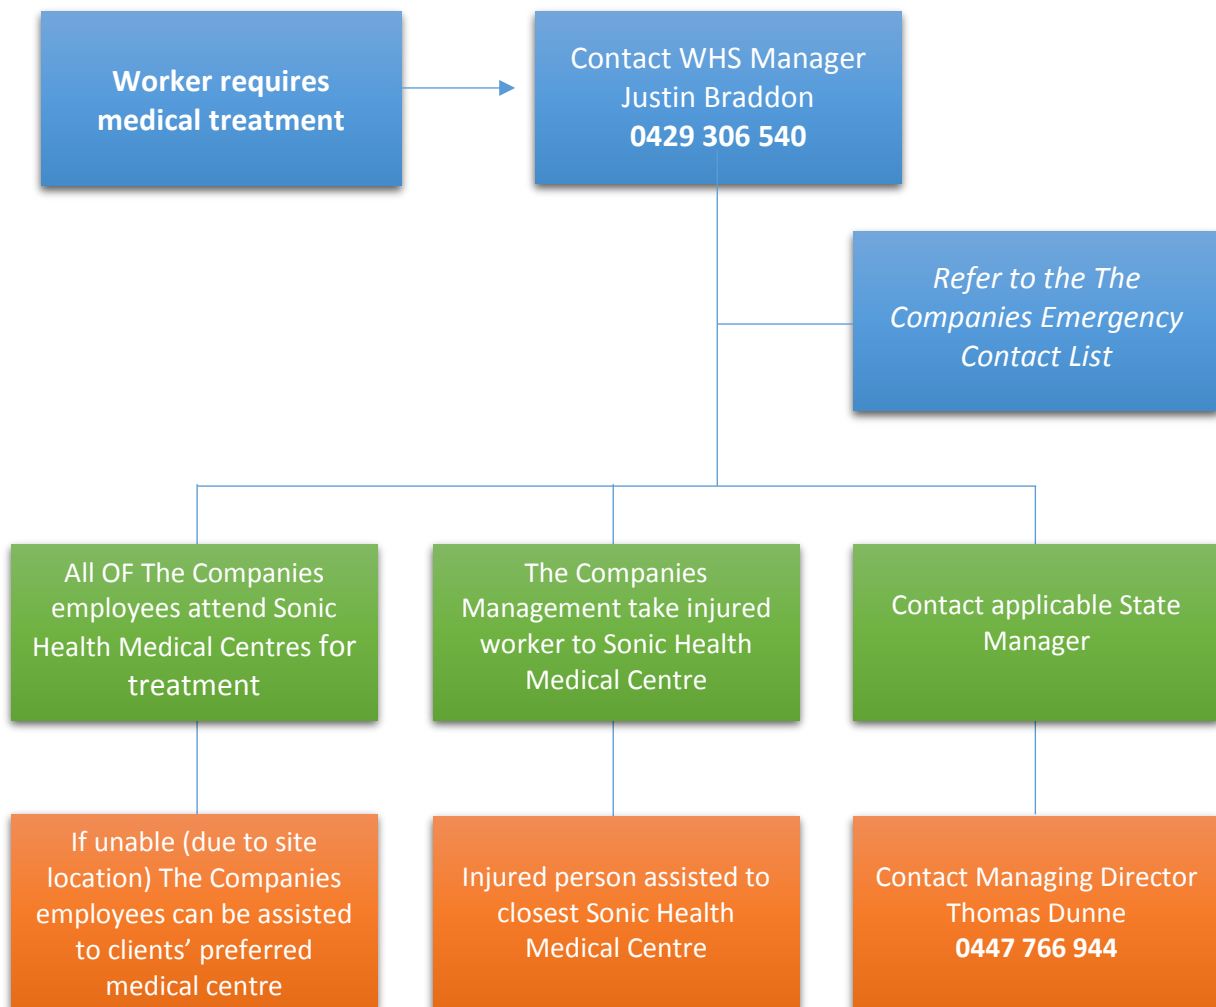 Worker requires
medical treatment
Contact WHS Manager
Justin Braddon
0429 306 540
Refer to the The
Companies Emergency
Contact List
All OF The Companies
employees attend Sonic
Health Medical Centres for
treatment
The Companies
Management take injured
worker to Sonic Health
Medical Centre
Contact applicable State
Manager
If unable (due to site
location) The Companies
employees can be assisted
to clients’ preferred
medical centre
Injured person assisted to
closest Sonic Health
Medical Centre
Contact Managing Director
Thomas Dunne
0447 766 944